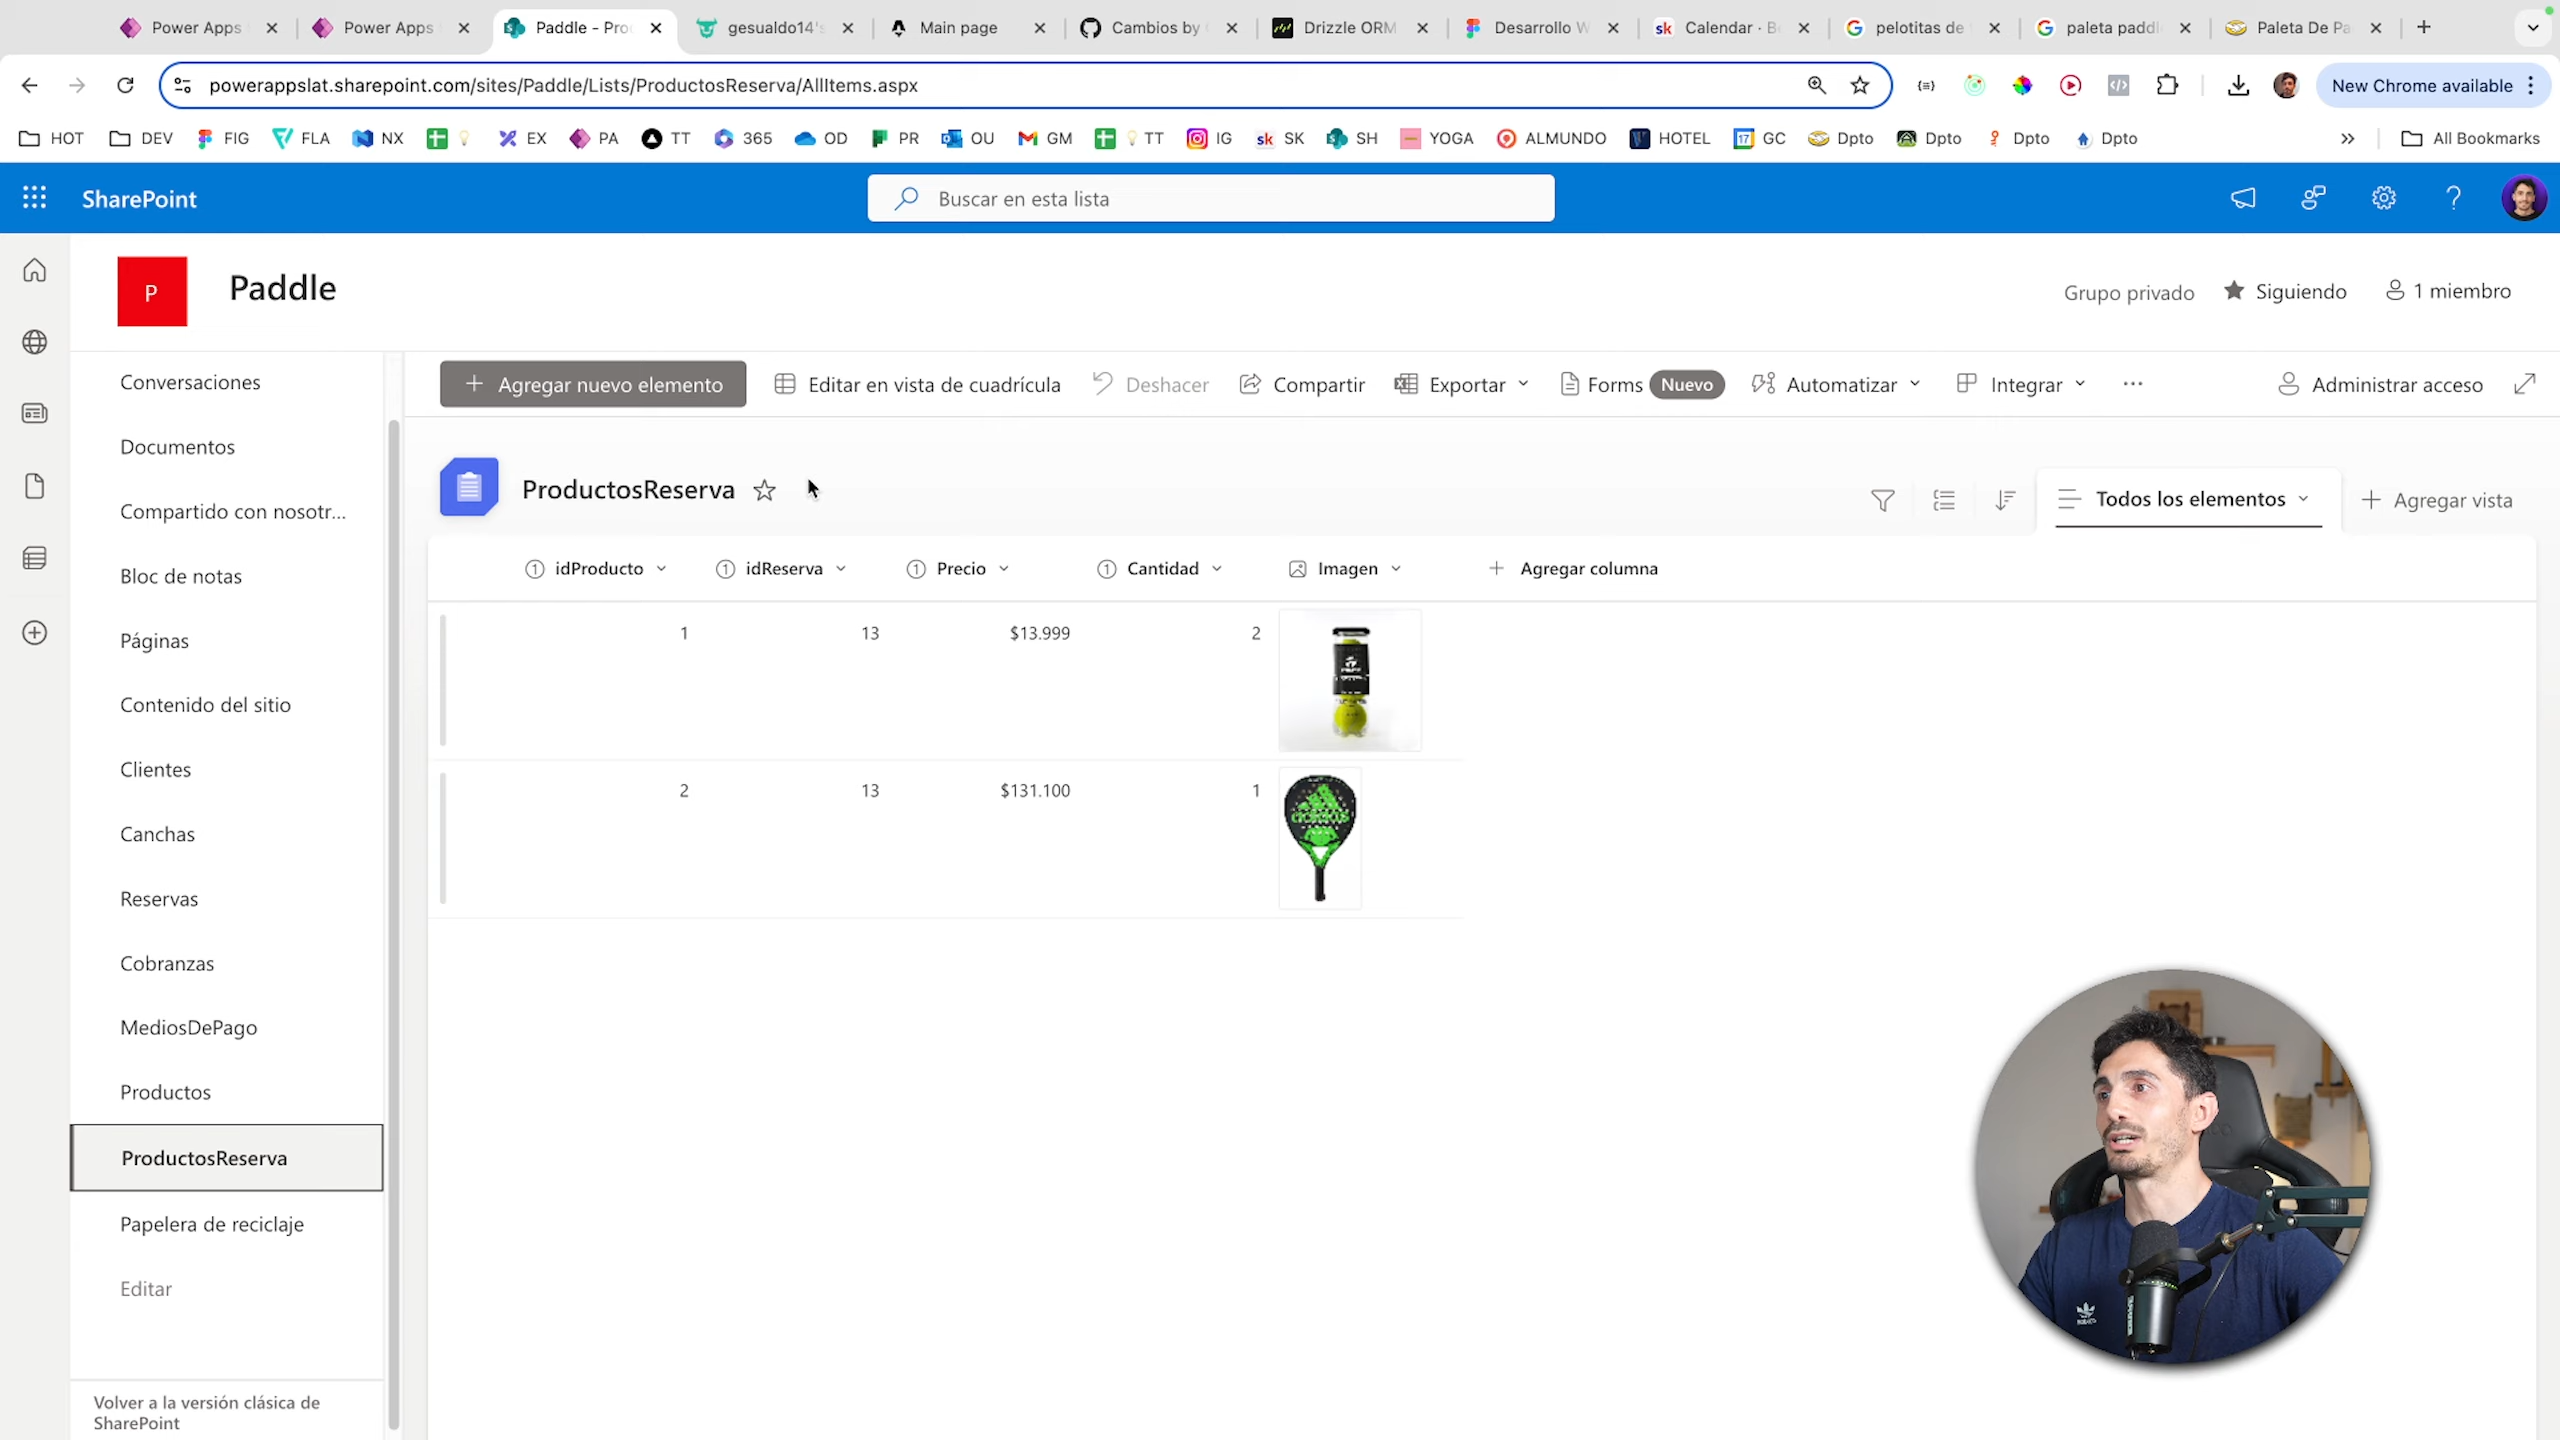 Power Apps
Power Apps
Paddle - Pro
gesualdo14's
Main page
Cambios by
Drizzle ORM
Desarrollo W
Calendar · B
pelotitas de
paleta paddl
Paleta De Pa
powerappslat.sharepoint.com/sites/Paddle/Lists/ProductosReserva/AllItems.aspx
New Chrome available
HOT
DEV
FIG
FLA
NX
EX
PA
TT
365
OD
PR
OU
GM
TT
IG
SK
SH
YOGA
ALMUNDO
HOTEL
GC
Dpto
Dpto
Dpto
Dpto
All Bookmarks
SharePoint
Buscar en esta lista
P
Paddle
Grupo privado
Siguiendo
1 miembro
Conversaciones
Documentos
Compartido con nosotr...
Bloc de notas
Páginas
Contenido del sitio
Clientes
Canchas
Reservas
Cobranzas
MediosDePago
Productos
ProductosReserva
Papelera de reciclaje
Editar
Volver a la versión clásica de
SharePoint
Agregar nuevo elemento
Editar en vista de cuadrícula
Deshacer
Compartir
Exportar
Forms
Nuevo
Automatizar
Integrar
Administrar acceso
ProductosReserva
Todos los elementos
Agregar vista
idProducto
idReserva
Precio
Cantidad
Imagen
Agregar columna
1 13 $13.999 2
2 13 $131.100 1
adidas